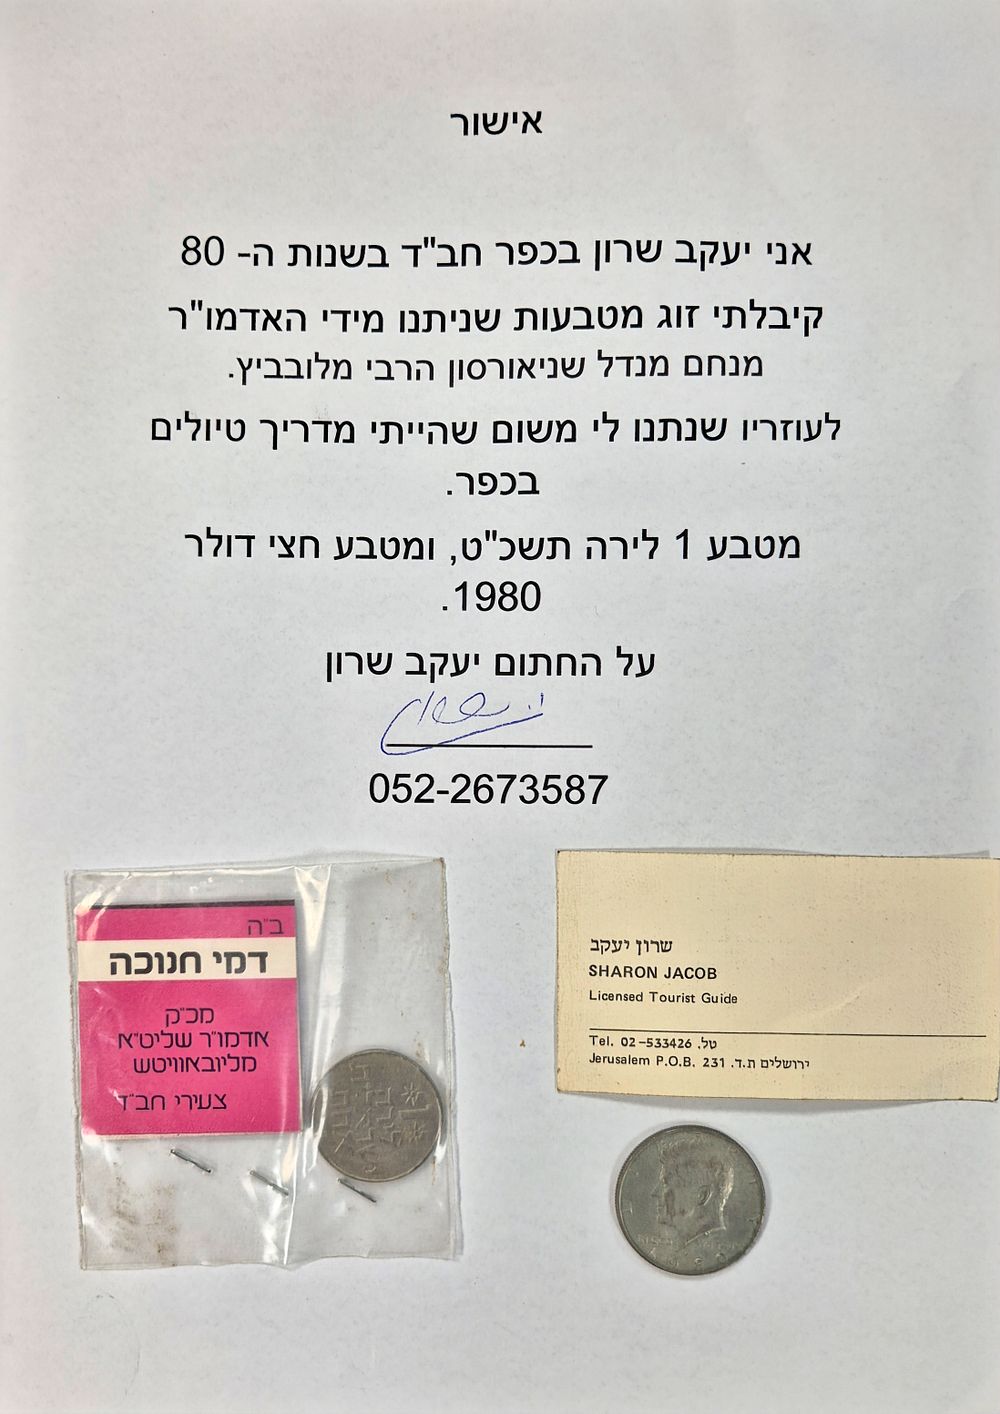 אישור
אני יעקב שרון בכפר חב"ד בשנות ה- 80
קיבלתי זוג מטבעות שניתנו מידי האדמו"ר
מנחם מנדל שניאורסון הרבי מלובביץ.
לעוזריו שנתנו לי משום שהייתי מדריך טיולים
בכפר.
מטבע 1 לירה תשכ"ט, ומטבע חצי דולר
1980.
על החתום יעקב שרון
052-2673587
ב"ה
דמי חנוכה
מכ"ק
אדמו"ר שליט"א
מליובאוויטש
צעירי חב"ד
שרון יעקב
SHARON JACOB
Licensed Tourist Guide
Tel. 02-533426 .טל
Jerusalem P.O.B. 231 .ירושלים ת.ד
1980